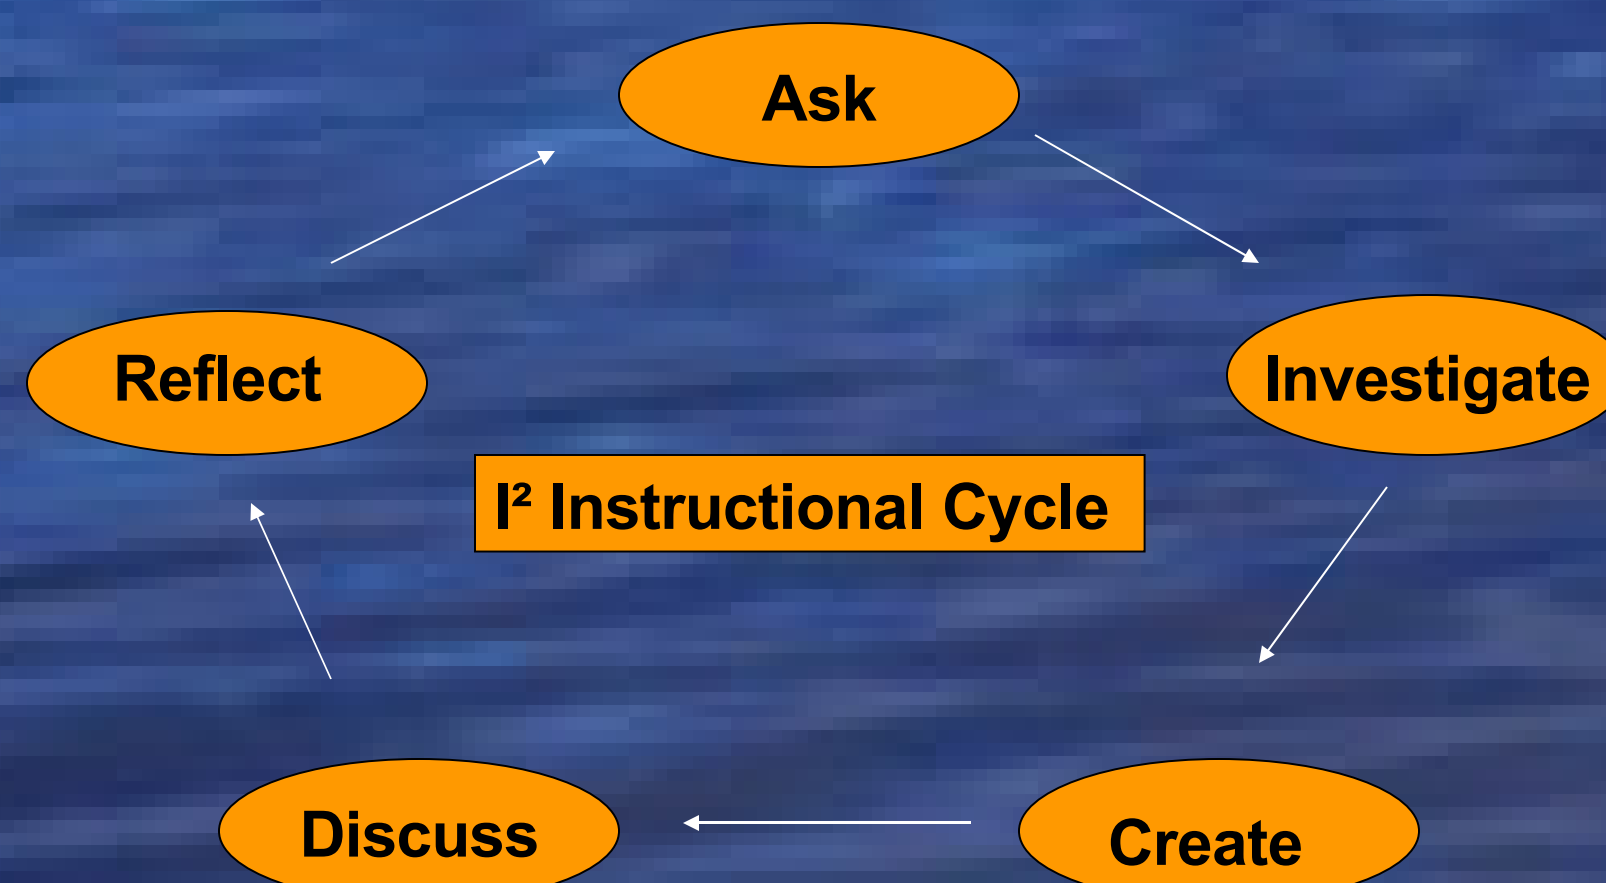 Ask
Reflect
Investigate
I² Instructional Cycle
Discuss
Create